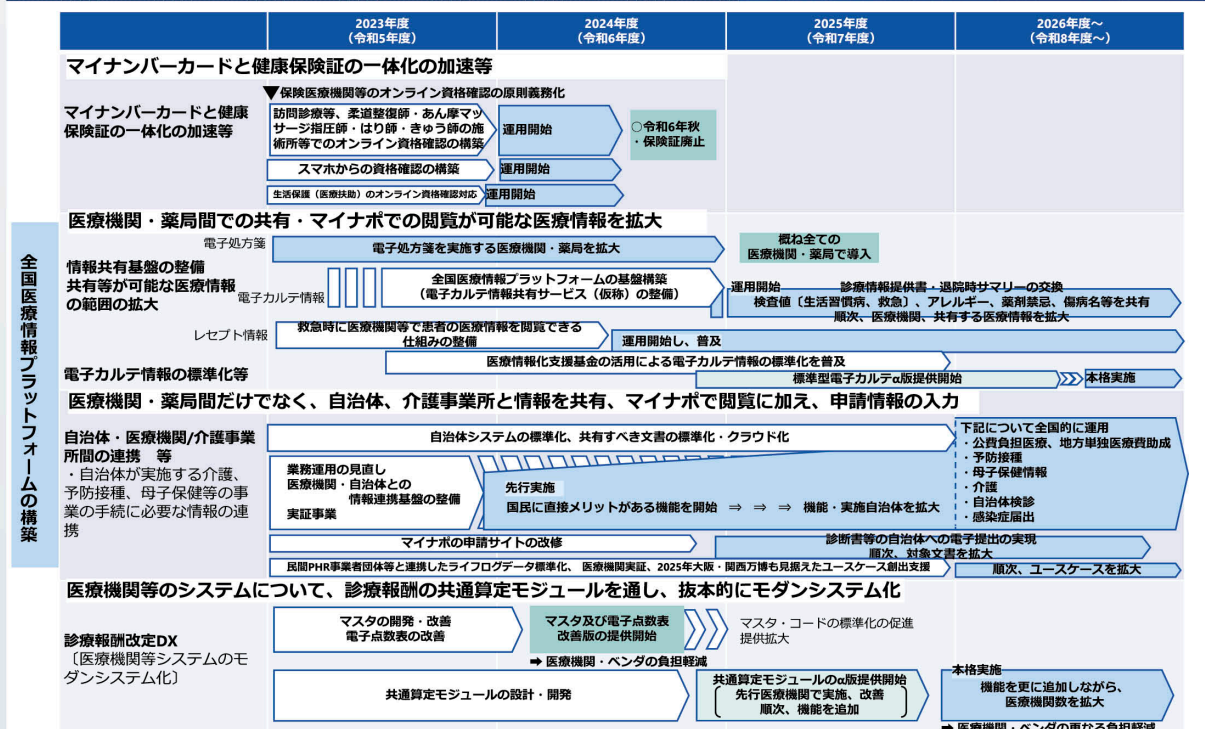 2023年度
（令和5年度）
2024年度
（令和6年度）
2025年度
（令和7年度）
2026年度～
（令和8年度～）
全国医療情報プラットフォームの構築
マイナンバーカードと健康保険証の一体化の加速等
マイナンバーカードと健康
保険証の一体化の加速等
▼保険医療機関等のオンライン資格確認の原則義務化
訪問診療等、柔道整復師・あん摩マッ
サージ指圧師・はり師・きゅう師の施
術所等でのオンライン資格確認の構築
運用開始
○令和6年秋
・保険証廃止
スマホからの資格確認の構築
運用開始
生活保護（医療扶助）のオンライン資格確認対応
運用開始
医療機関・薬局間での共有・マイナポでの閲覧が可能な医療情報を拡大
情報共有基盤の整備
共有等が可能な医療情報
の範囲の拡大
電子処方箋
電子処方箋を実施する医療機関・薬局を拡大
概ね全ての
医療機関・薬局で導入
電子カルテ情報
全国医療情報プラットフォームの基盤構築
（電子カルテ情報共有サービス（仮称）の整備）
運用開始
診療情報提供書・退院時サマリーの交換
検査値〔生活習慣病、救急〕、アレルギー、薬剤禁忌、傷病名等を共有
順次、医療機関、共有する医療情報を拡大
レセプト情報
救急時に医療機関等で患者の医療情報を閲覧できる
仕組みの整備
運用開始し、普及
電子カルテ情報の標準化等
医療情報化支援基金の活用による電子カルテ情報の標準化を普及
標準型電子カルテα版提供開始
本格実施
医療機関・薬局間だけでなく、自治体、介護事業所と情報を共有、マイナポで閲覧に加え、申請情報の入力
自治体・医療機関/介護事業
所間の連携　等
・自治体が実施する介護、
予防接種、母子保健等の事
業の手続に必要な情報の連
携
自治体システムの標準化、共有すべき文書の標準化・クラウド化
業務運用の見直し
医療機関・自治体との
情報連携基盤の整備
実証事業
先行実施
国民に直接メリットがある機能を開始　⇒　⇒　⇒　機能・実施自治体を拡大
下記について全国的に運用
・公費負担医療、地方単独医療費助成
・予防接種
・母子保健情報
・介護
・自治体検診
・感染症届出
マイナポの申請サイトの改修
診断書等の自治体への電子提出の実現
順次、対象文書を拡大
民間PHR事業者団体等と連携したライフログデータ標準化、医療機関実証、2025年大阪・関西万博も見据えたユースケース創出支援
順次、ユースケースを拡大
医療機関等のシステムについて、診療報酬の共通算定モジュールを通し、抜本的にモダンシステム化
診療報酬改定DX
〔医療機関等システムのモ
ダンシステム化〕
マスタの開発・改善
電子点数表の改善
マスタ及び電子点数表
改善版の提供開始
マスタ・コードの標準化の促進
提供拡大
➡ 医療機関・ベンダの負担軽減
共通算定モジュールの設計・開発
共通算定モジュールのα版提供開始
先行医療機関で実施、改善
順次、機能を追加
本格実施
機能を更に追加しながら、
医療機関数を拡大
➡ 医療機関・ベンダの更なる負担軽減